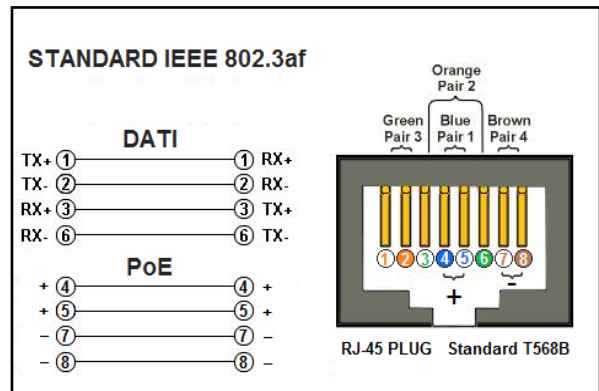 STANDARD IEEE 802.3af
DATI
TX+ 1 1 RX+
TX- 2 2 RX-
RX+ 3 3 TX+
RX- 6 6 TX-
PoE
+ 4 4 +
+ 5 5 +
– 7 7 –
– 8 8 –
Orange
Pair 2
Green Blue Brown
Pair 3 Pair 1 Pair 4
1 2 3 4 5 6 7 8
+ -
RJ-45 PLUG Standard T568B